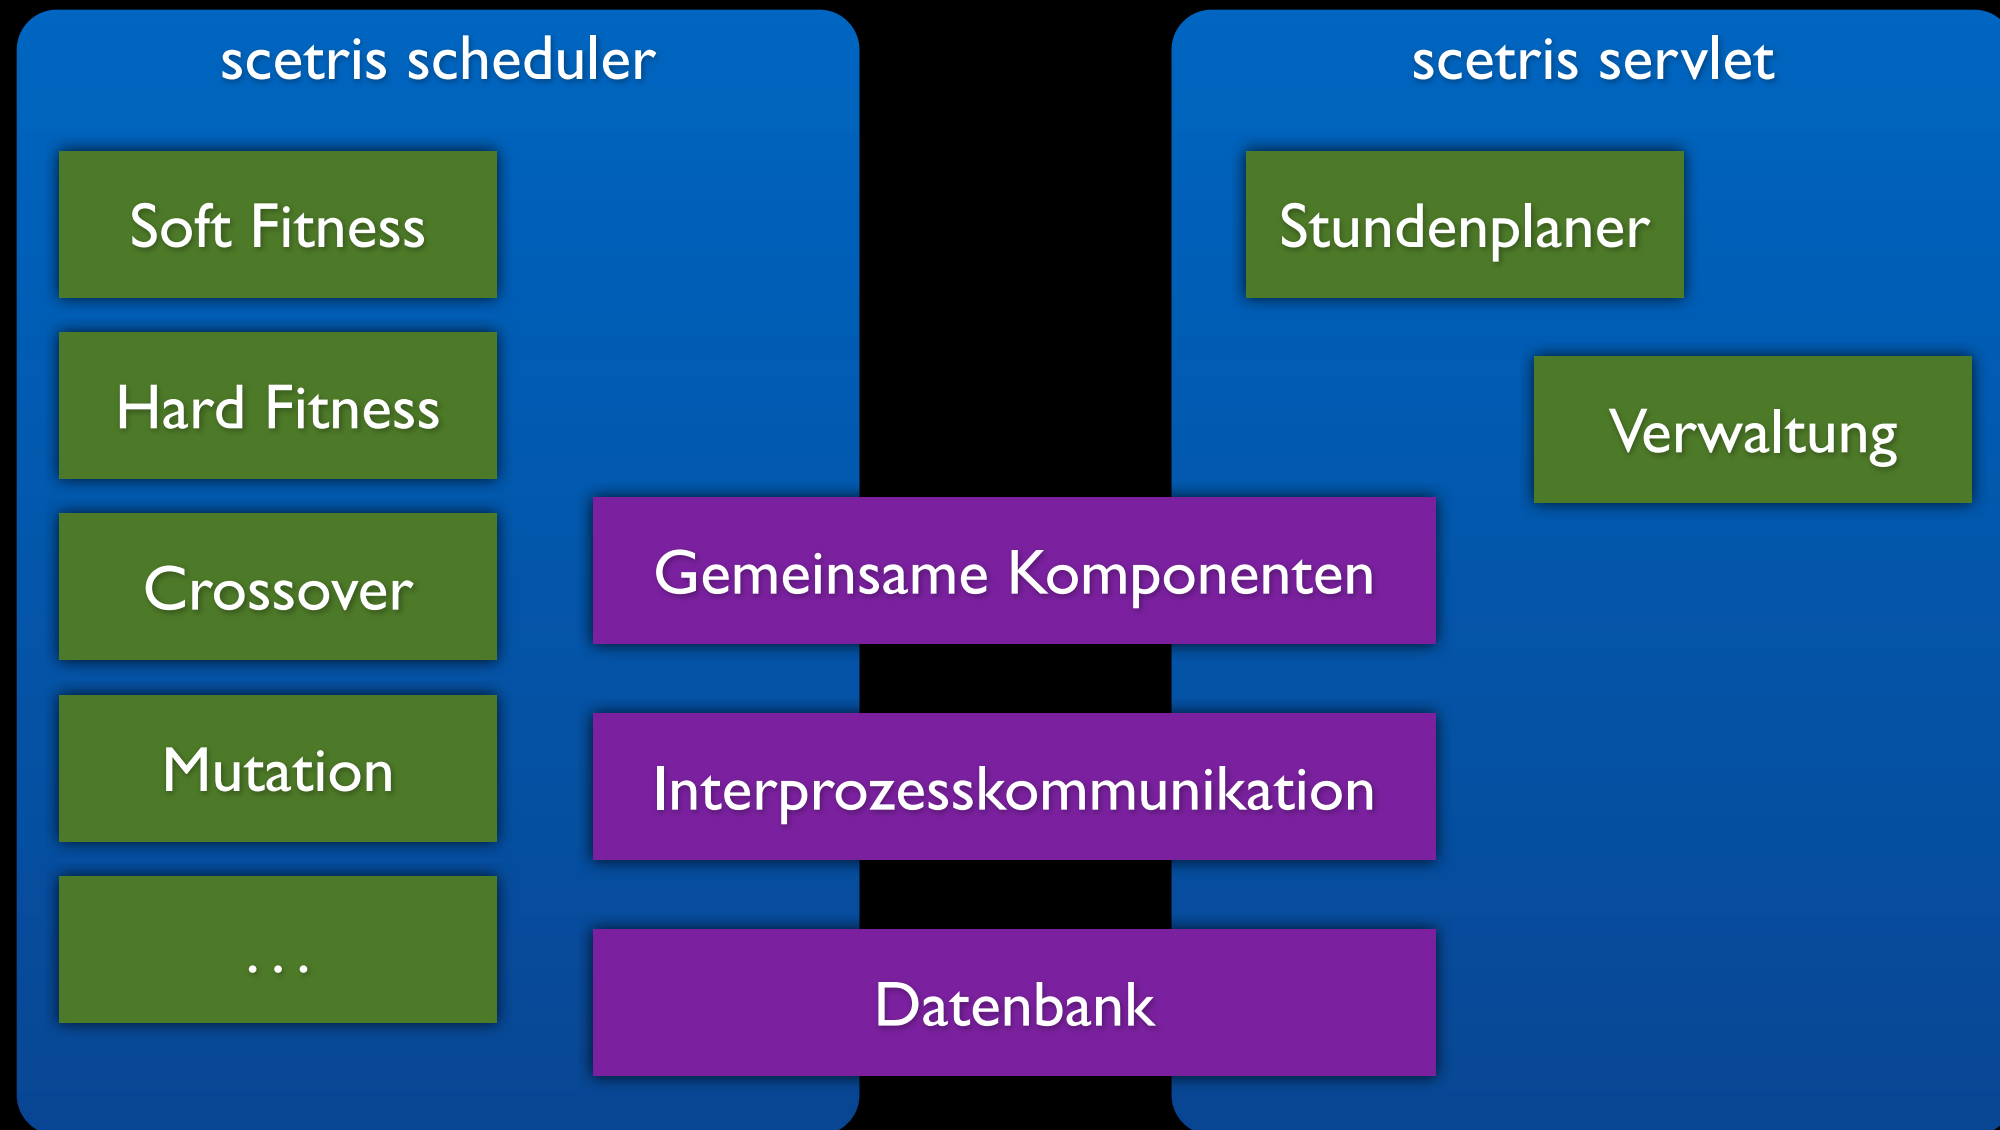 scetris scheduler
Soft Fitness
Hard Fitness
Crossover
Mutation
...
Gemeinsame Komponenten
Interprozesskommunikation
Datenbank
scetris servlet
Stundenplaner
Verwaltung